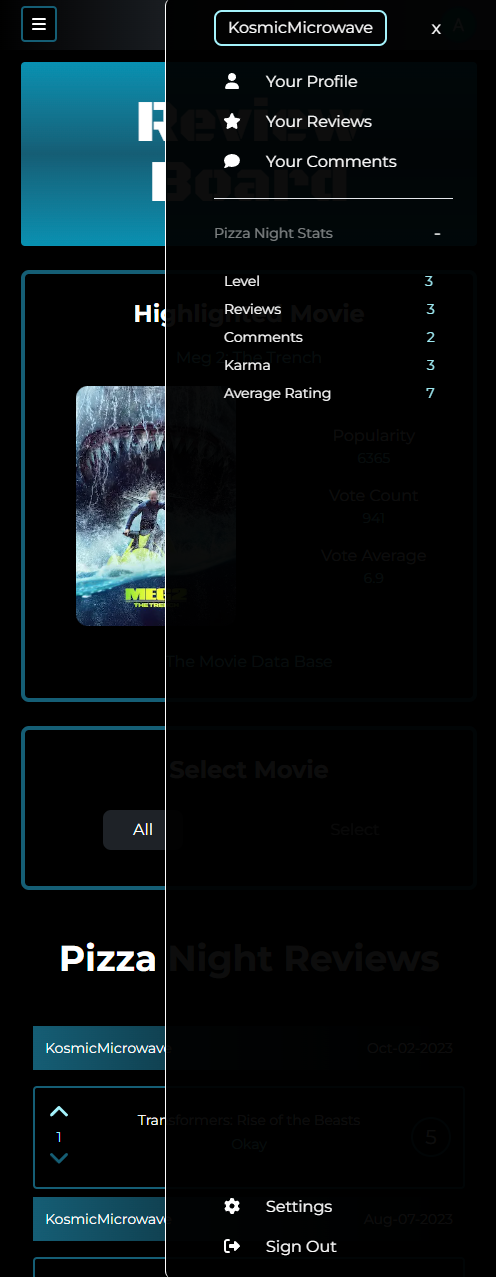 KosmicMicrowave
x
A
Your Profile
Your Reviews
Your Comments
Pizza Night Stats
-
Level 3
Reviews 3
Comments 2
Karma 3
Average Rating 7
Settings
Sign Out
Review
Board
Highlighted Movie
Meg 2: The Trench
MEG2
THE TRENCH
Popularity
6365
Vote Count
941
Vote Average
6.9
The Movie Data Base
Select Movie
All Select
Pizza Night Reviews
KosmicMicrowave Oct-02-2023
1
Transformers: Rise of the Beasts
Okay
5
KosmicMicrowave Aug-07-2023